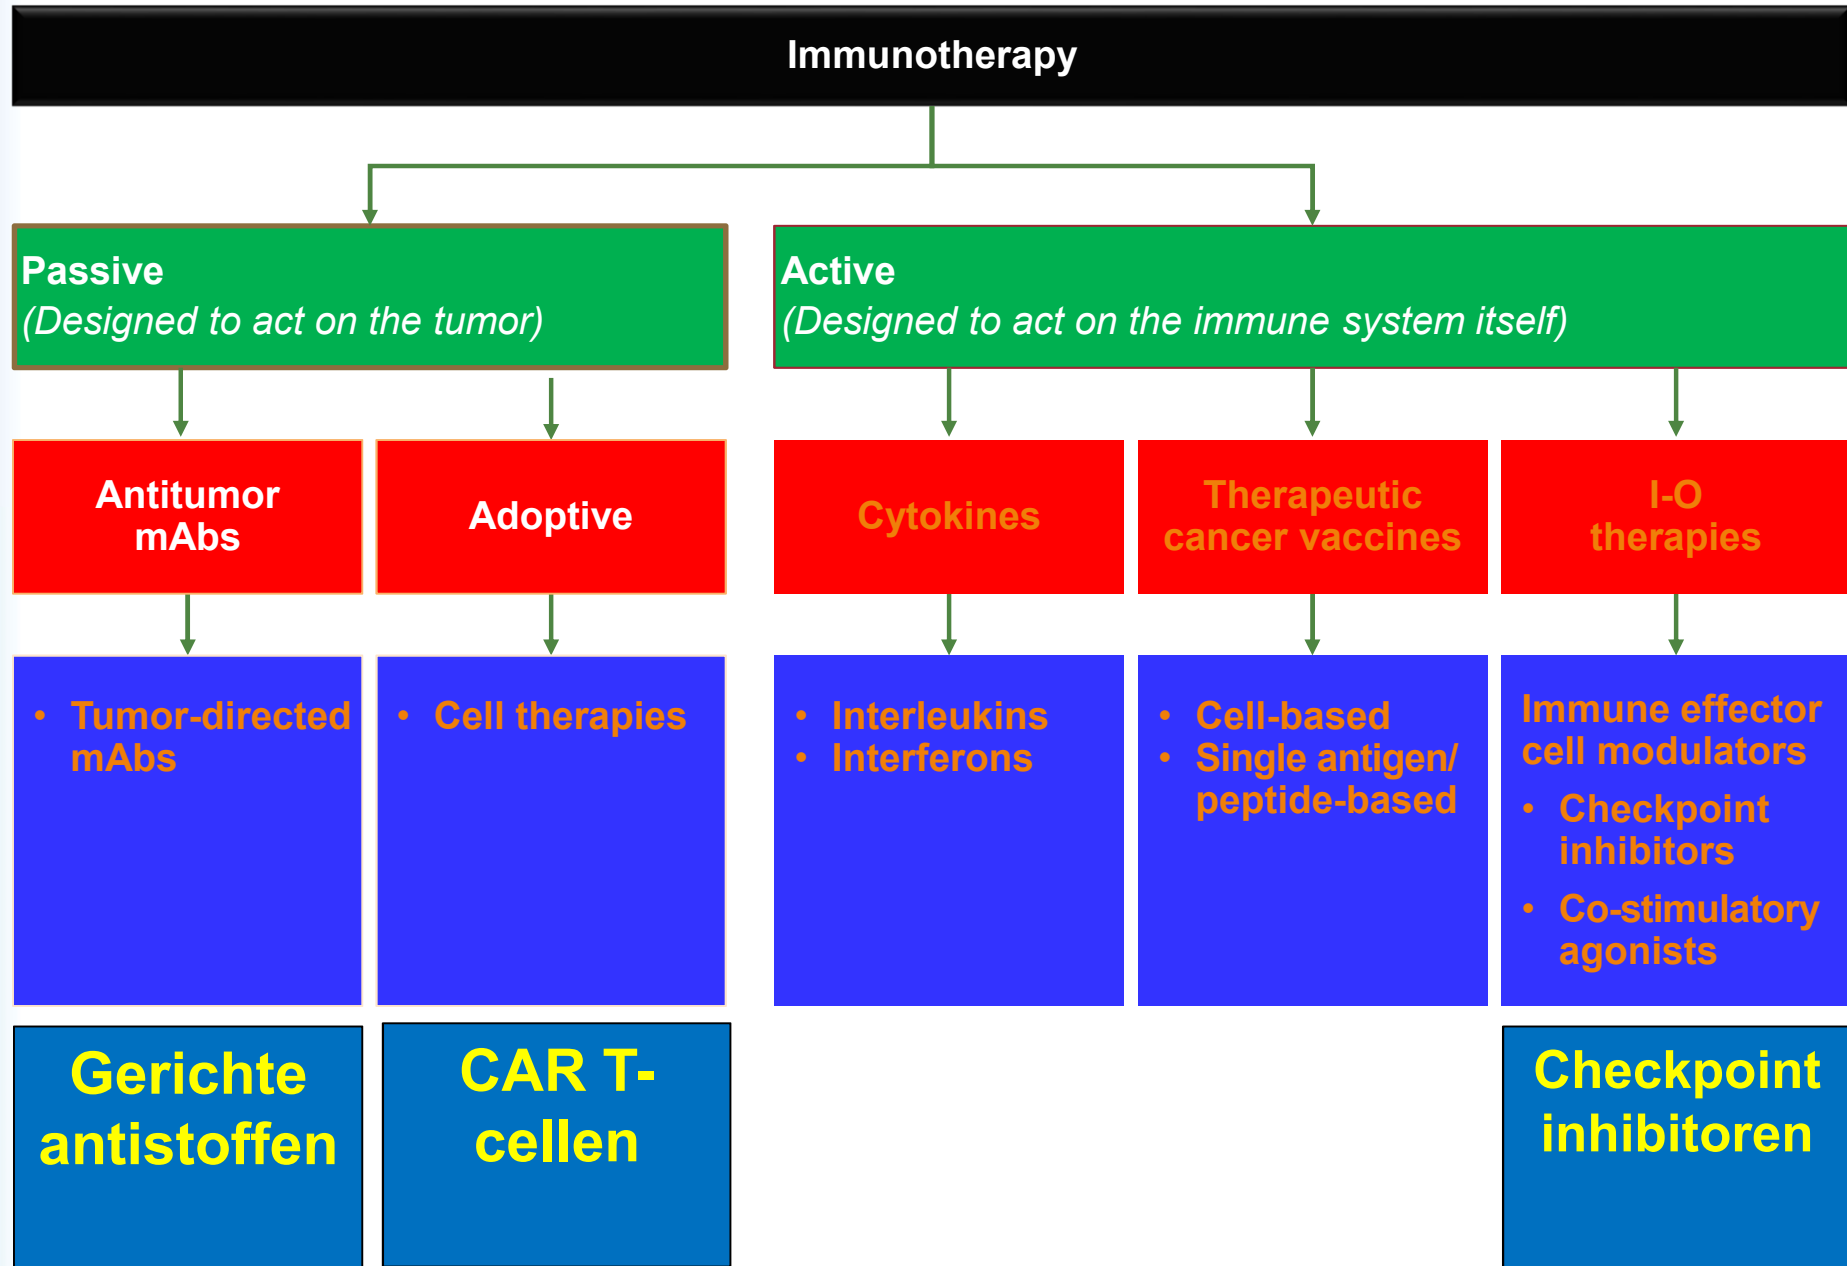 Immunotherapy
Passive
(Designed to act on the tumor)
Active
(Designed to act on the immune system itself)
Antitumor
mAbs
Adoptive
Cytokines
Therapeutic
cancer vaccines
I-O
therapies
• Tumor-directed
mAbs
• Cell therapies
• Interleukins
• Interferons
• Cell-based
• Single antigen/
peptide-based
Immune effector
cell modulators
• Checkpoint
inhibitors
• Co-stimulatory
agonists
Gerichte
antistoffen
CAR T-
cellen
Checkpoint
inhibitoren